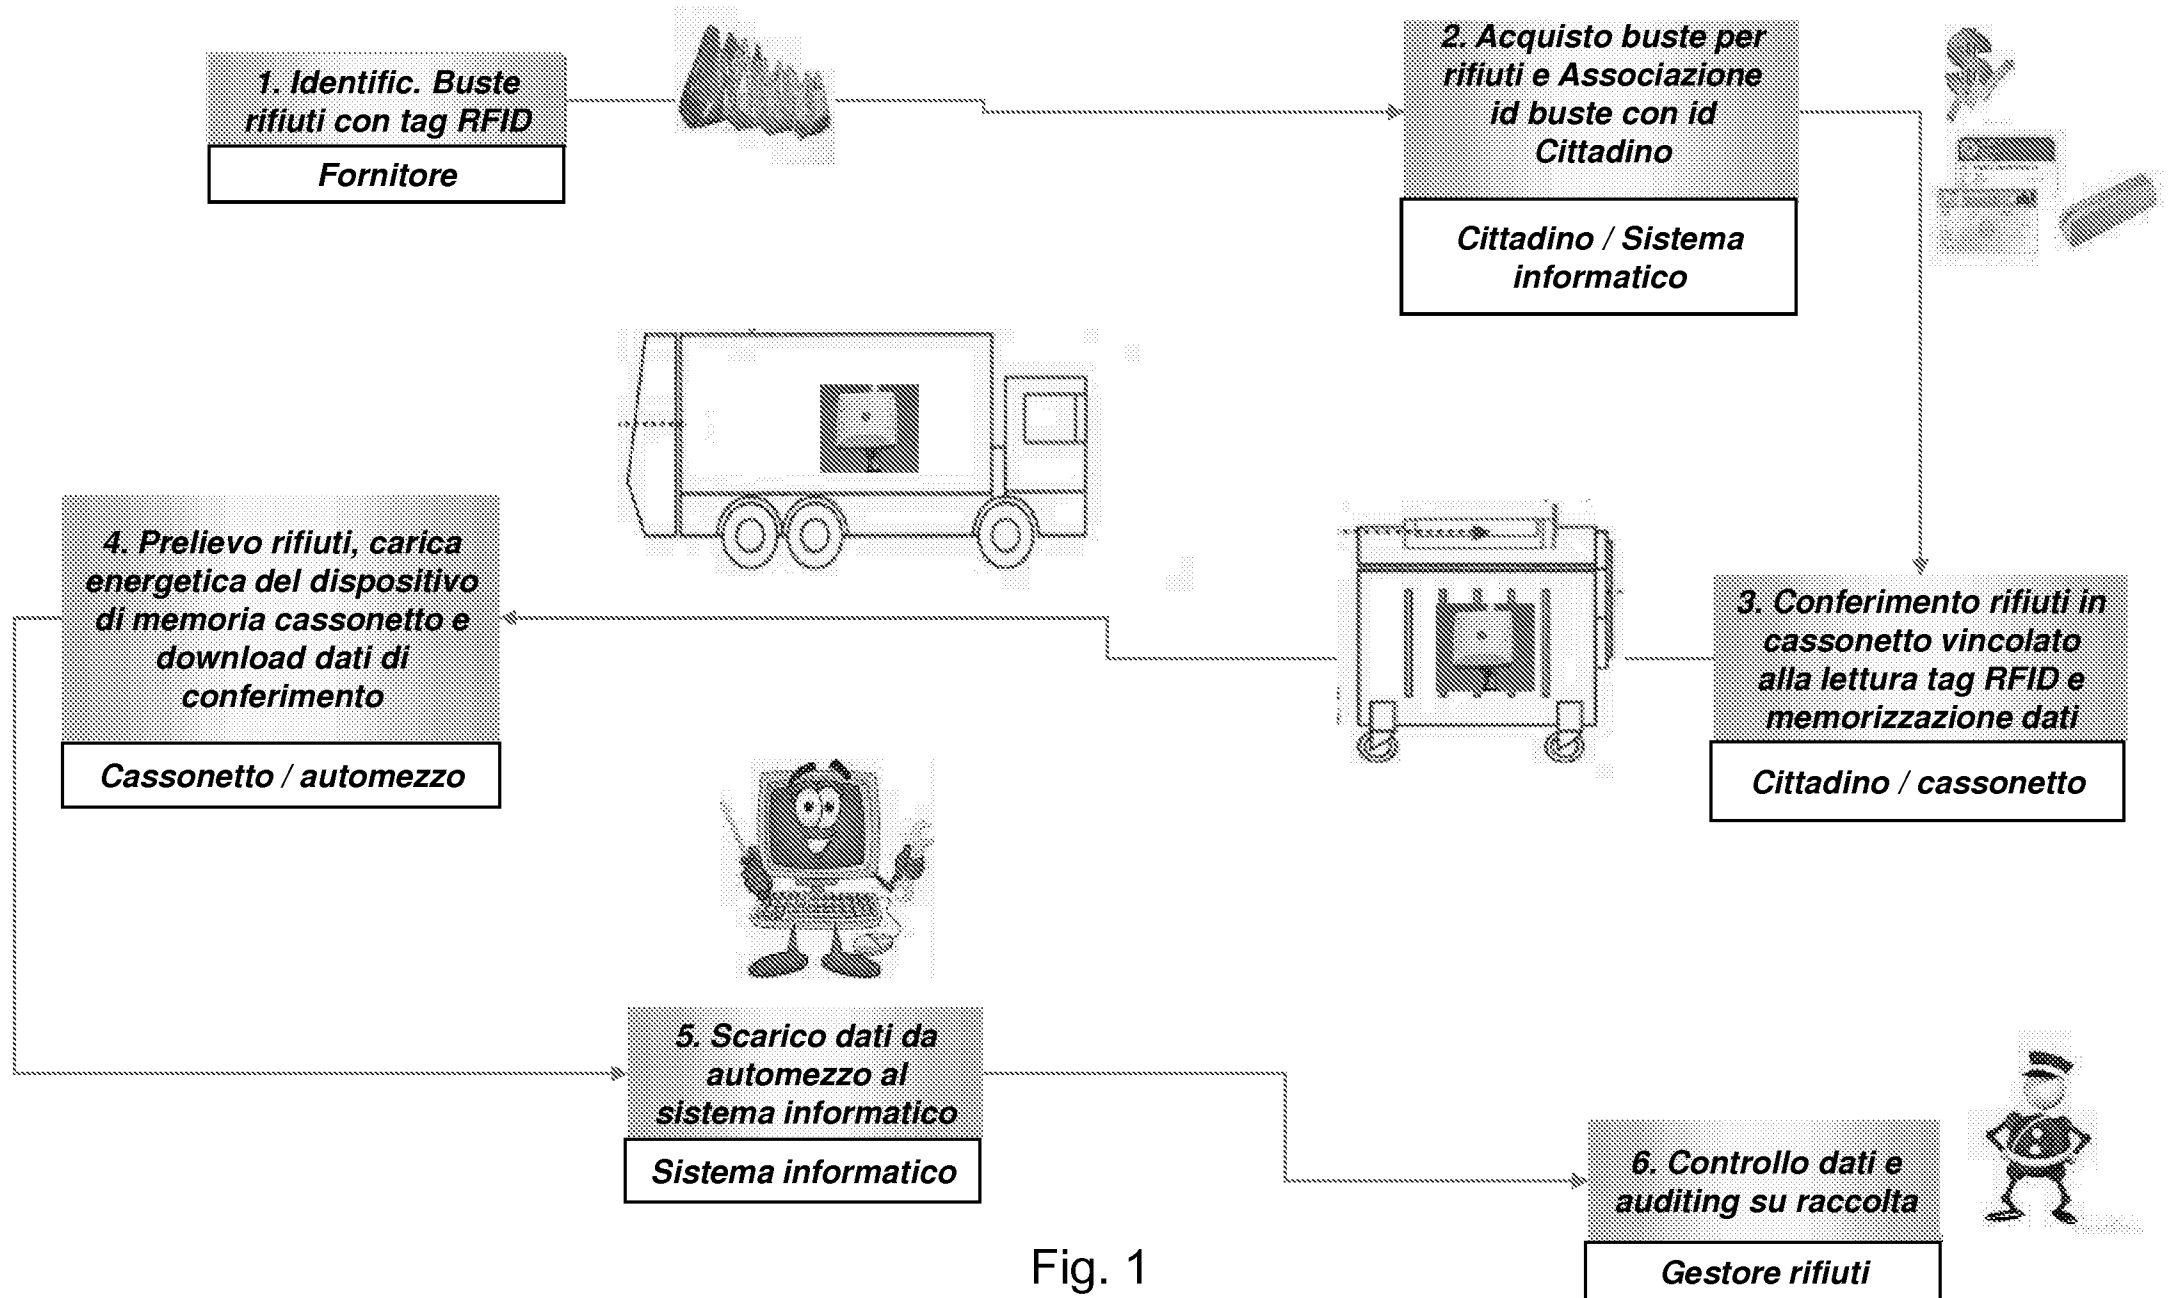 1. Identific. Buste
rifiuti con tag RFID
Fornitore
2. Acquisto buste per
rifiuti e Associazione
id buste con id
Cittadino
Cittadino / Sistema
informatico
3. Conferimento rifiuti in
cassonetto vincolato
alla lettura tag RFID e
memorizzazione dati
Cittadino / cassonetto
4. Prelievo rifiuti, carica
energetica del dispositivo
di memoria cassonetto e
download dati di
conferimento
Cassonetto / automezzo
5. Scarico dati da
automezzo al
sistema informatico
Sistema informatico
6. Controllo dati e
auditing su raccolta
Gestore rifiuti
Fig. 1